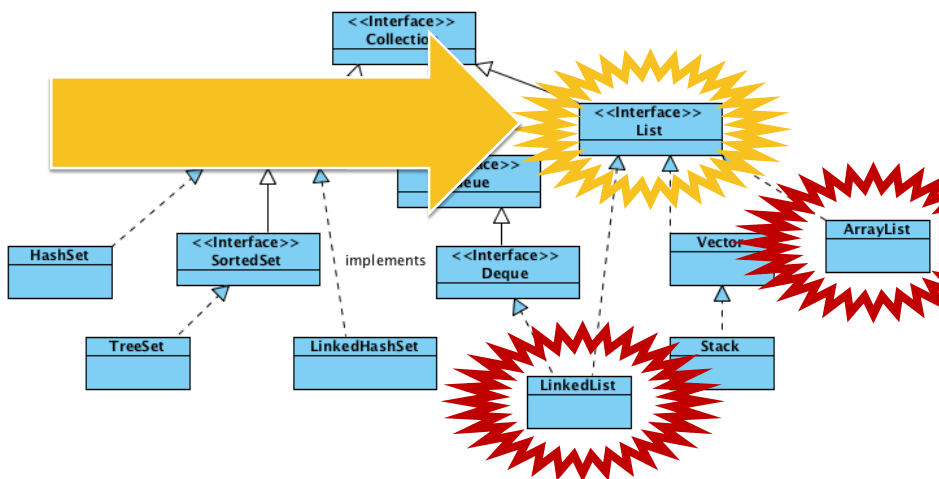 <<Interface>>
Collection
<<Interface>>
List
ArrayList
HashSet
<<Interface>>
SortedSet
implements
<<Interface>>
Deque
Vector
TreeSet
LinkedHashSet
Stack
LinkedList